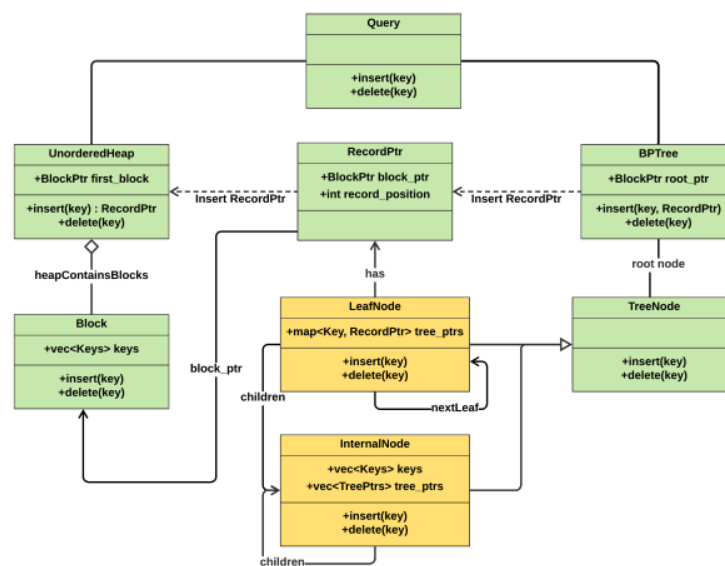 Query
+insert(key)
+delete(key)
UnorderedHeap
+BlockPtr first_block
+insert(key) : RecordPtr
+delete(key)
RecordPtr
+BlockPtr block_ptr
+int record_position
BPTree
+BlockPtr root_ptr
+insert(key, RecordPtr)
+delete(key)
Insert RecordPtr
Insert RecordPtr
heapContainsBlocks
has
root node
Block
+vec<Keys> keys
+insert(key)
+delete(key)
block_ptr
LeafNode
+map<Key, RecordPtr> tree_ptrs
+insert(key)
+delete(key)
TreeNode
+insert(key)
+delete(key)
children
nextLeaf
InternalNode
+vec<Keys> keys
+vec<TreePtrs> tree_ptrs
+insert(key)
+delete(key)
children